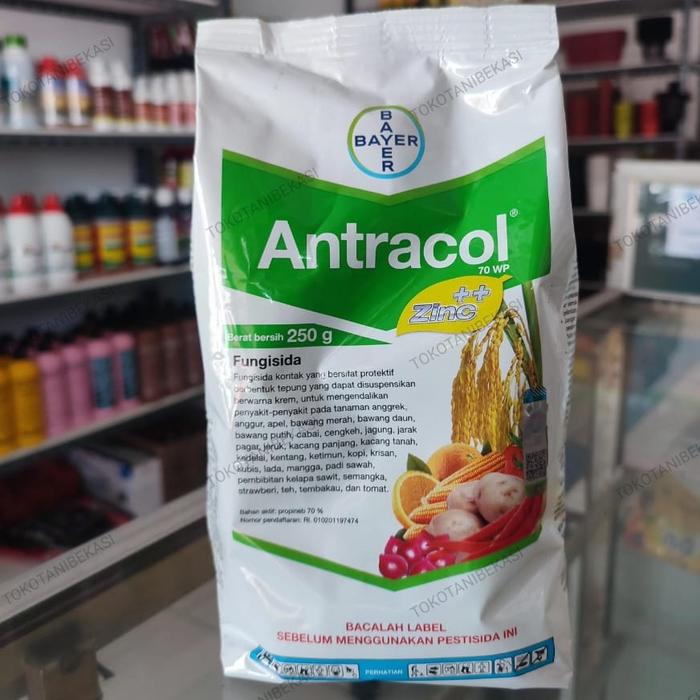 BAYER
BAYER
Antracol®
70 WP
Zinc++
Berat bersih 250 g
Fungisida
Fungisida kontak yang bersifat protektif
berbentuk tepung yang dapat disuspensikan
berwarna krem, untuk mengendalikan
penyakit-penyakit pada tanaman anggrek,
anggur, apel, bawang merah, bawang daun,
bawang putih, cabai, cengkeh, jagung, jarak
pagar, jeruk, kacang panjang, kacang tanah,
kedelai, kentang, ketimun, kopi, krisan,
kubis, lada, mangga, padi sawah,
pembibitan kelapa sawit, semangka,
strawberi, teh, tembakau, dan tomat.
Bahan aktif: propineb 70 %
Nomor pendaftaran: RI. 010201197474
BACALAH LABEL
SEBELUM MENGGUNAKAN PESTISIDA INI
PERHATIAN
TOKOTANIBEKASI